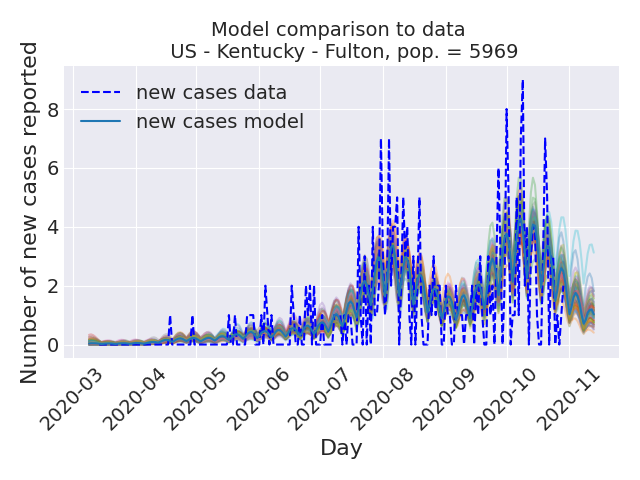 Model comparison to data
US - Kentucky - Fulton, pop. = 5969
Number of new cases reported
new cases data
new cases model
8
6
4
2
0
2020-03
2020-04
2020-05
2020-06
2020-07
2020-08
2020-09
2020-10
2020-11
Day